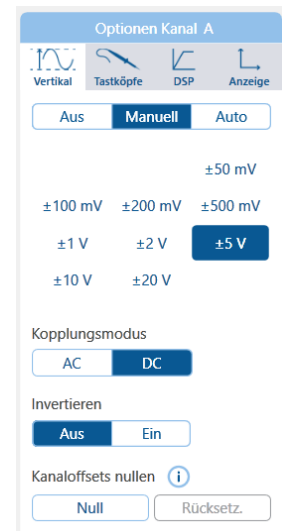 Optionen Kanal A
Vertikal Tastköpfe DSP Anzeige
Aus Manuell Auto
±50 mV
±100 mV ±200 mV ±500 mV
±1 V ±2 V ±5 V
±10 V ±20 V
Kopplungsmodus
AC DC
Invertieren
Aus Ein
Kanaloffsets nullen i
Null Rücksetz.